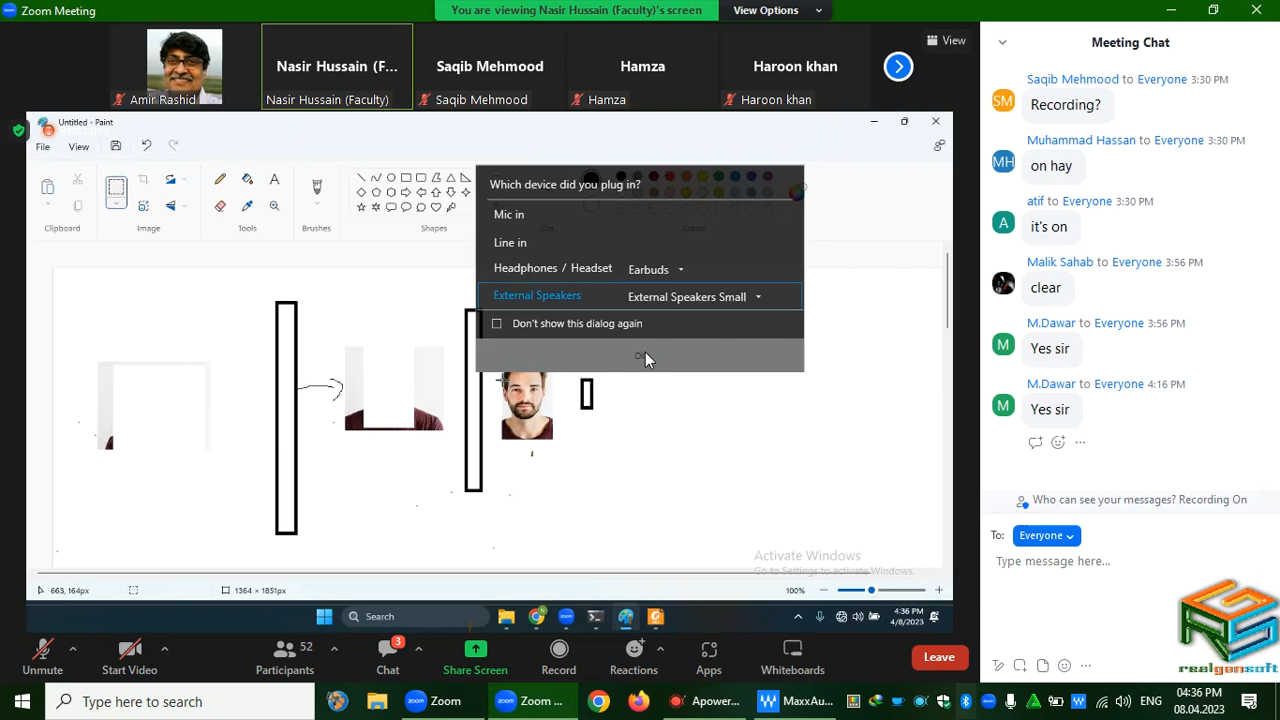 Zoom Meeting
You are viewing Nasir Hussain (Faculty)'s screen
View Options
Amir Rashid
Nasir Hussain (F...
Nasir Hussain (Faculty)
Saqib Mehmood
Saqib Mehmood
Hamza
Hamza
Haroon khan
Haroon khan
View
Untitled - Paint
File
View
Clipboard
Image
Tools
Brushes
Shapes
Size
Which device did you plug in?
Mic in
Line in
Headphones / Headset
Earbuds
External Speakers
External Speakers Small
Don't show this dialog again
Activate Windows
Go to Settings to activate Windows.
663, 164px
1364 × 1851px
100%
Search
4:36 PM
4/8/2023
Meeting Chat
Saqib Mehmood to Everyone 3:30 PM
SM
Recording?
Muhammad Hassan to Everyone 3:30 PM
MH
on hay
atif to Everyone 3:30 PM
A
it's on
Malik Sahab to Everyone 3:56 PM
clear
M.Dawar to Everyone 3:56 PM
M
Yes sir
M.Dawar to Everyone 4:16 PM
M
Yes sir
Who can see your messages? Recording On
To: Everyone
Type message here...
realgensoft
Unmute
Start Video
52
Participants
3
Chat
Share Screen
Record
Reactions
Apps
Whiteboards
Leave
Type here to search
Zoom
Zoom ...
Apower...
MaxxAu...
ENG
04:36 PM
08.04.2023